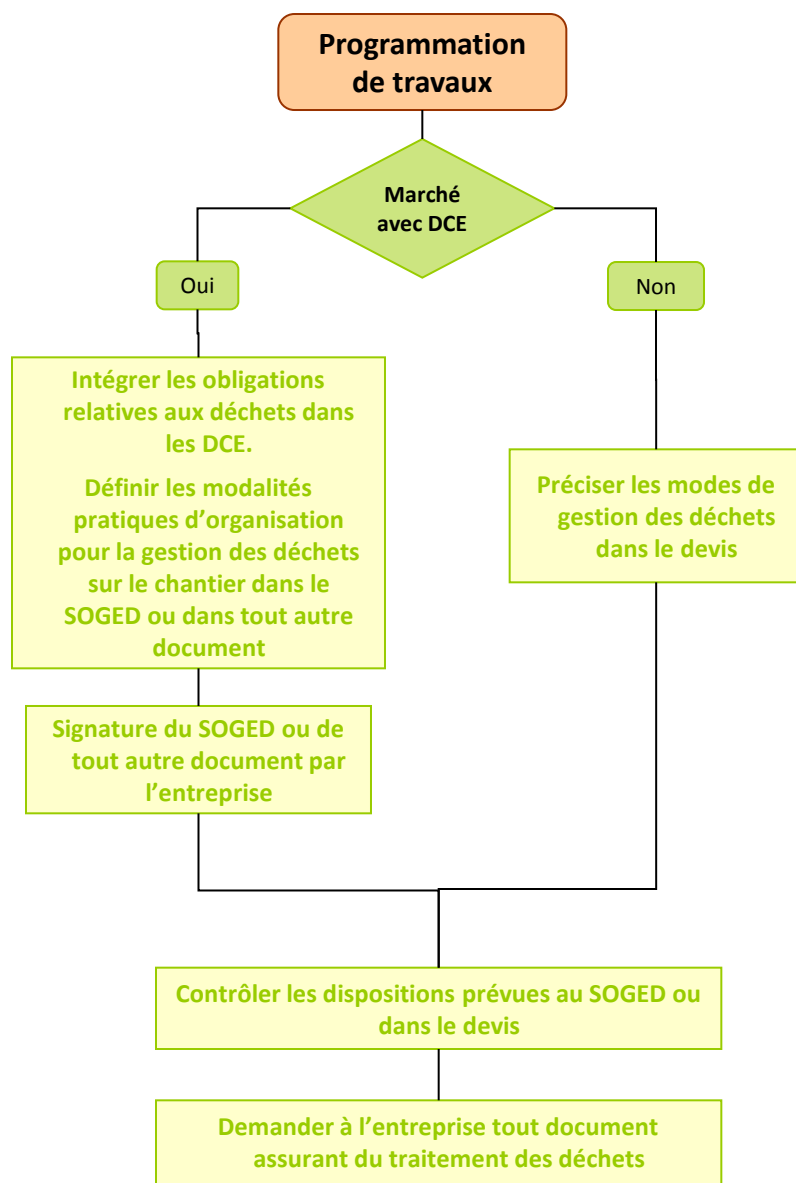 Programmation
de travaux
Marché
avec DCE
Oui
Non
Intégrer les obligations
relatives aux déchets dans
les DCE.
Définir les modalités
pratiques d’organisation
pour la gestion des déchets
sur le chantier dans le
SOGED ou dans tout autre
document
Préciser les modes de
gestion des déchets
dans le devis
Signature du SOGED ou de
tout autre document par
l’entreprise
Contrôler les dispositions prévues au SOGED ou
dans le devis
Demander à l’entreprise tout document
assurant du traitement des déchets